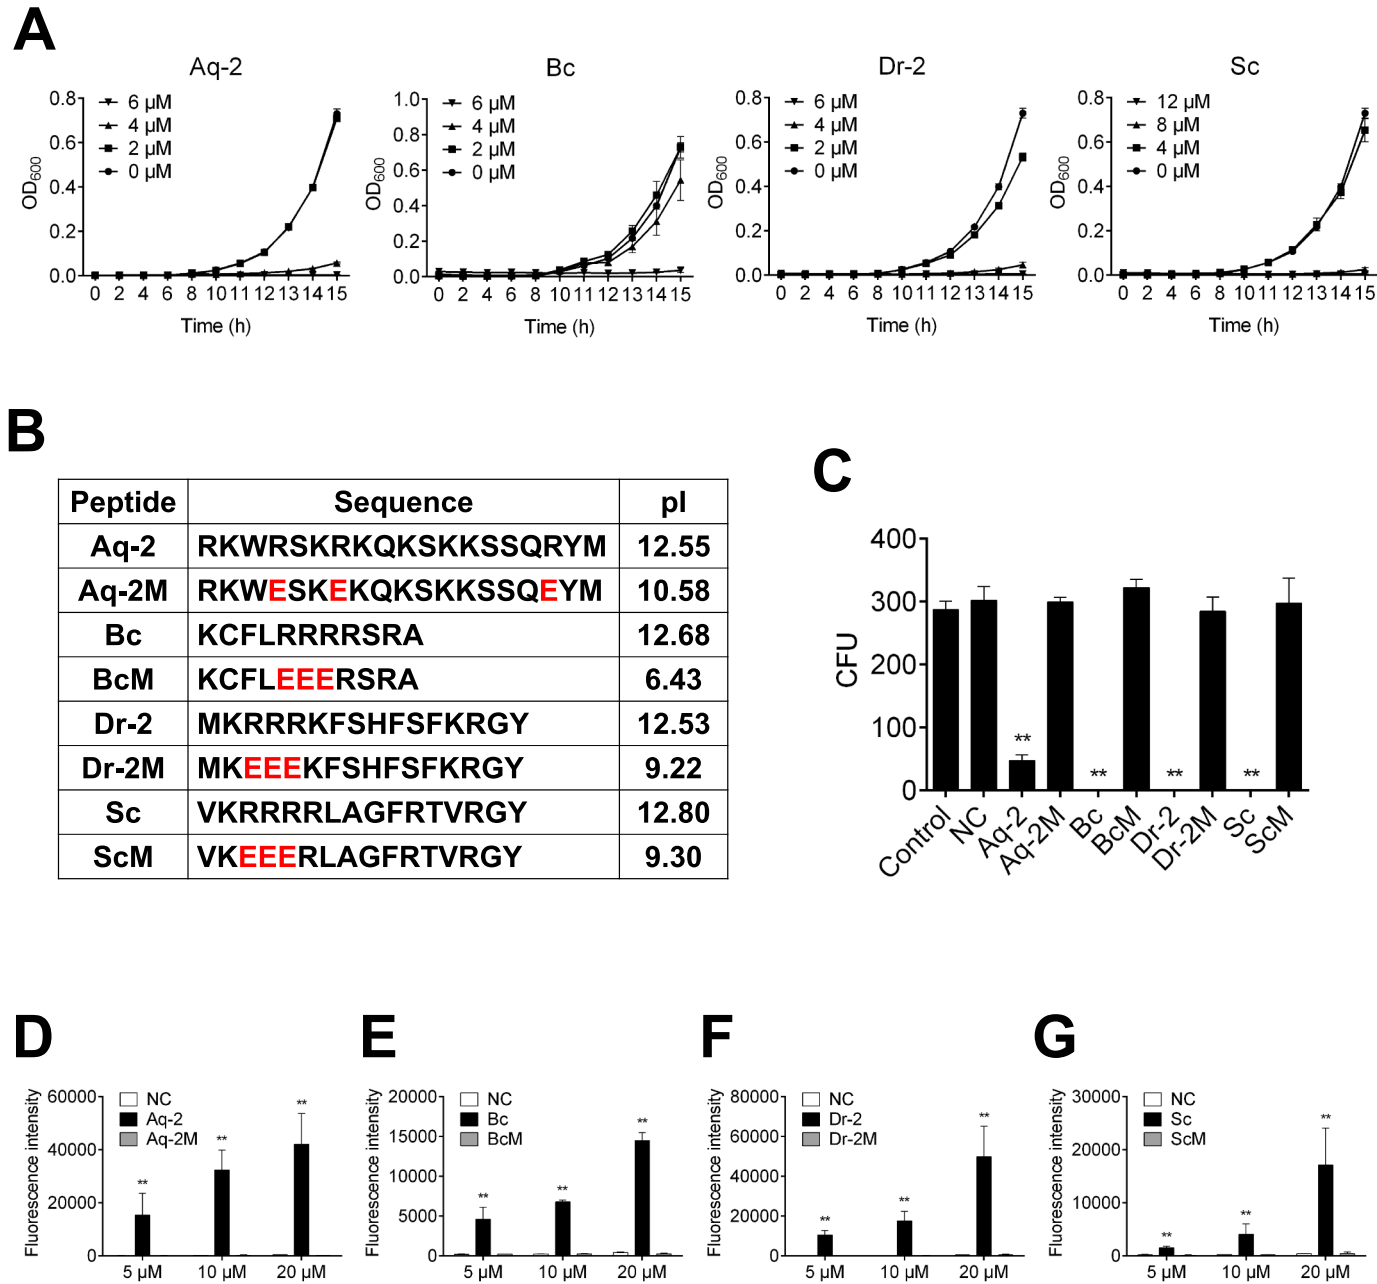 A
Aq-2
6 µM
4 µM
2 µM
0 µM
OD600
0.8
0.6
0.4
0.2
0.0
0 2 4 6 8 10 11 12 13 14 15
Time (h)
Bc
6 µM
4 µM
2 µM
0 µM
OD600
1.0
0.8
0.6
0.4
0.2
0.0
0 2 4 6 8 10 11 12 13 14 15
Time (h)
Dr-2
6 µM
4 µM
2 µM
0 µM
OD600
0.8
0.6
0.4
0.2
0.0
0 2 4 6 8 10 11 12 13 14 15
Time (h)
Sc
12 µM
8 µM
4 µM
0 µM
OD600
0.8
0.6
0.4
0.2
0.0
0 2 4 6 8 10 11 12 13 14 15
Time (h)
B
Peptide Sequence pI
Aq-2 RKWRSKRKQKSKKSSQRYM 12.55
Aq-2M RKWESKEKQKSKKSSQEYM 10.58
Bc KCFLRRRRSRA 12.68
BcM KCFLEEERSRA 6.43
Dr-2 MKRRRKFSHFSFKRGY 12.53
Dr-2M MKEEEKFSHFSFKRGY 9.22
Sc VKRRRRLAGFRTVRGY 12.80
ScM VKEEERLAGFRTVRGY 9.30
C
CFU
400
300
200
100
0
** ** ** **
Control NC Aq-2 Aq-2M Bc BcM Dr-2 Dr-2M Sc ScM
D
Fluorescence intensity
60000
40000
20000
0
NC
Aq-2
Aq-2M
** ** **
5 µM 10 µM 20 µM
E
Fluorescence intensity
20000
15000
10000
5000
0
NC
Bc
BcM
** ** **
5 µM 10 µM 20 µM
F
Fluorescence intensity
80000
60000
40000
20000
0
NC
Dr-2
Dr-2M
** ** **
5 µM 10 µM 20 µM
G
Fluorescence intensity
30000
20000
10000
0
NC
Sc
ScM
** ** **
5 µM 10 µM 20 µM